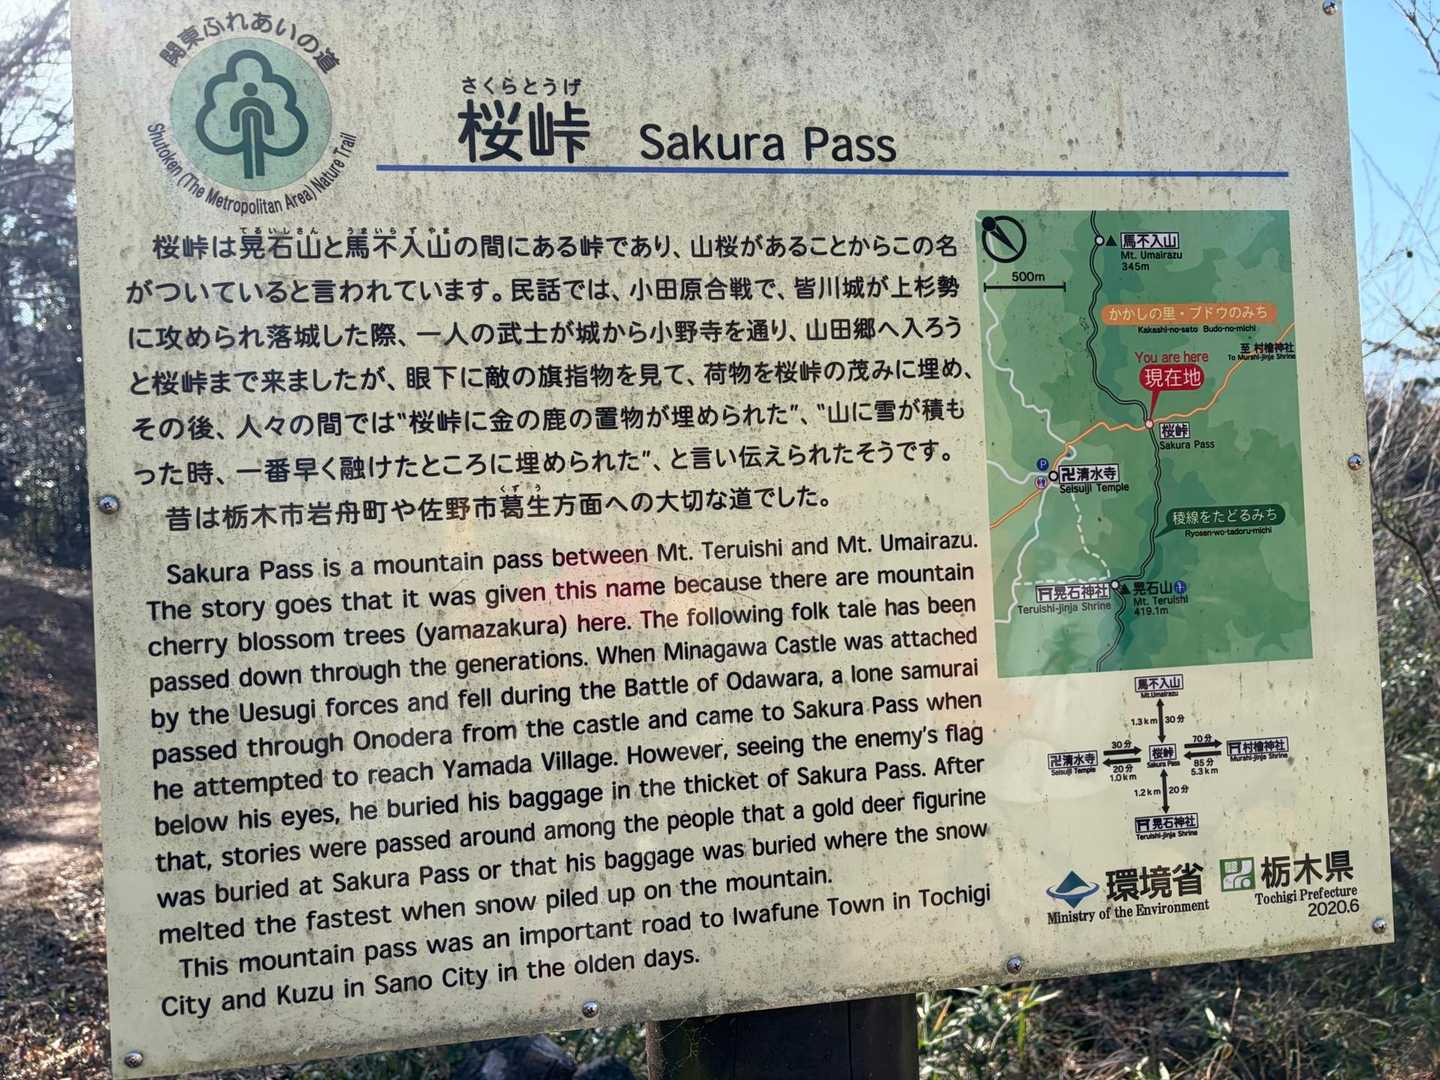 関東ふれあいの道
Shutoken (The Metropolitan Area) Nature Trail
さくらとうげ
桜峠 Sakura Pass
てるいしさん うまいらずやま
桜峠は晃石山と馬不入山の間にある峠であり、山桜があることからこの名
がついていると言われています。民話では、小田原合戦で、皆川城が上杉勢
に攻められ落城した際、一人の武士が城から小野寺を通り、山田郷へ入ろう
と桜峠まで来ましたが、眼下に敵の旗指物を見て、荷物を桜峠の茂みに埋め、
その後、人々の間では“桜峠に金の鹿の置物が埋められた”、“山に雪が積も
った時、一番早く融けたところに埋められた”、と言い伝えられたそうです。
くずう
昔は栃木市岩舟町や佐野市葛生方面への大切な道でした。
Sakura Pass is a mountain pass between Mt. Teruishi and Mt. Umairazu.
The story goes that it was given this name because there are mountain
cherry blossom trees (yamazakura) here. The following folk tale has been
passed down through the generations. When Minagawa Castle was attached
by the Uesugi forces and fell during the Battle of Odawara, a lone samurai
passed through Onodera from the castle and came to Sakura Pass when
he attempted to reach Yamada Village. However, seeing the enemy's flag
below his eyes, he buried his baggage in the thicket of Sakura Pass. After
that, stories were passed around among the people that a gold deer figurine
was buried at Sakura Pass or that his baggage was buried where the snow
melted the fastest when snow piled up on the mountain.
This mountain pass was an important road to Iwafune Town in Tochigi
City and Kuzu in Sano City in the olden days.
500m
馬不入山
Mt. Umairazu
345m
かかしの里・ブドウのみち
Kakashi-no-sato Budo-no-michi
至 村檜神社
To Murahi-jinja Shrine
You are here
現在地
桜峠
Sakura Pass
P
卍清水寺
Seisuiji Temple
稜線をたどるみち
Ryosen-wo-tadoru-michi
晃石神社
Teruishi-jinja Shrine
晃石山
Mt. Teruishi
419.1m
馬不入山
Mt.Umairazu
1.3km 30分
卍清水寺
Seisuiji Temple
30分
20分
1.0km
桜峠
Sakura Pass
70分
85分
5.3km
村檜神社
Murahi-jinja Shrine
1.2km 20分
晃石神社
Teruishi-jinja Shrine
環境省
Ministry of the Environment
栃木県
Tochigi Prefecture
2020.6